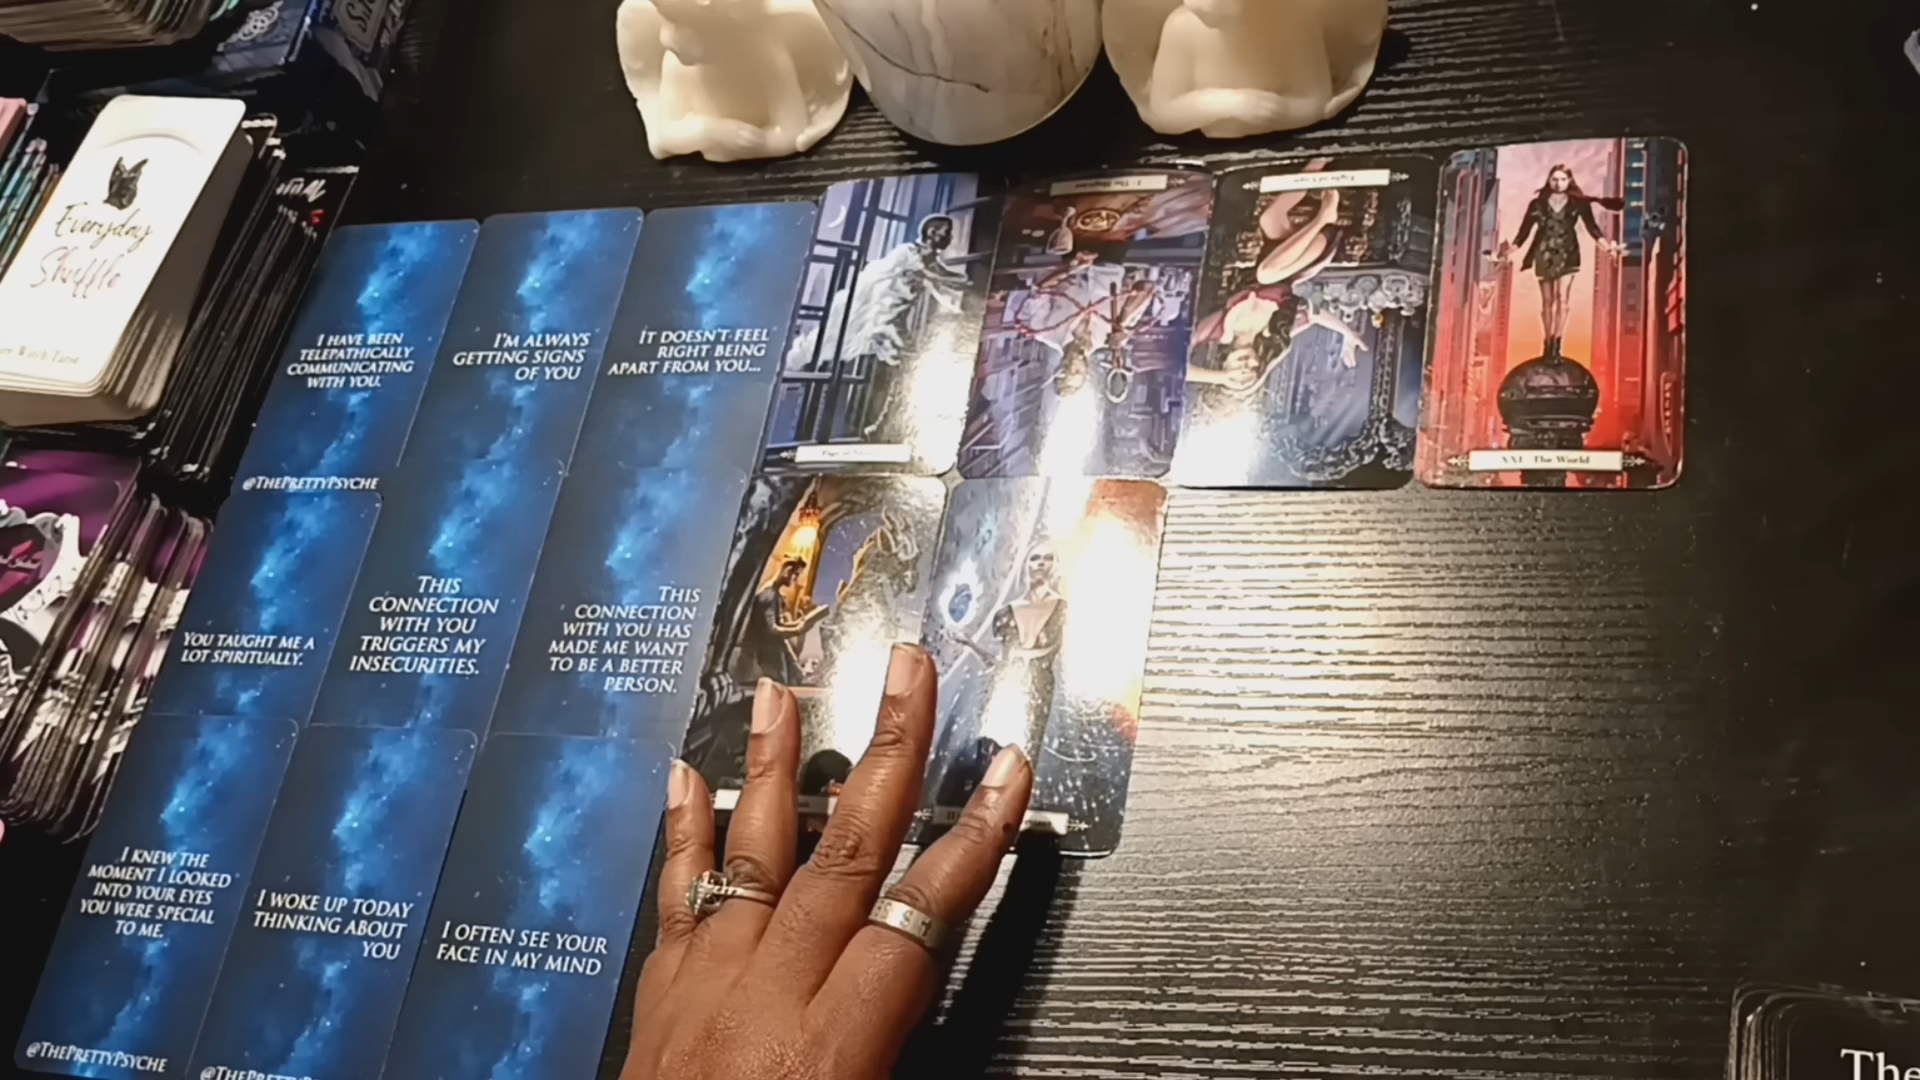 Everyday
Shuffle
I HAVE BEEN
TELEPATHICALLY
COMMUNICATING
WITH YOU.
@THEPRETTYPSYCHE
I'M ALWAYS
GETTING SIGNS
OF YOU
IT DOESN'T FEEL
RIGHT BEING
APART FROM YOU...
I - The Magician
XXI - The World
YOU TAUGHT ME A
LOT SPIRITUALLY.
THIS
CONNECTION
WITH YOU
TRIGGERS MY
INSECURITIES.
THIS
CONNECTION
WITH YOU HAS
MADE ME WANT
TO BE A BETTER
PERSON.
I KNEW THE
MOMENT I LOOKED
INTO YOUR EYES
YOU WERE SPECIAL
TO ME.
@THEPRETTYPSYCHE
I WOKE UP TODAY
THINKING ABOUT
YOU
I OFTEN SEE YOUR
FACE IN MY MIND
The